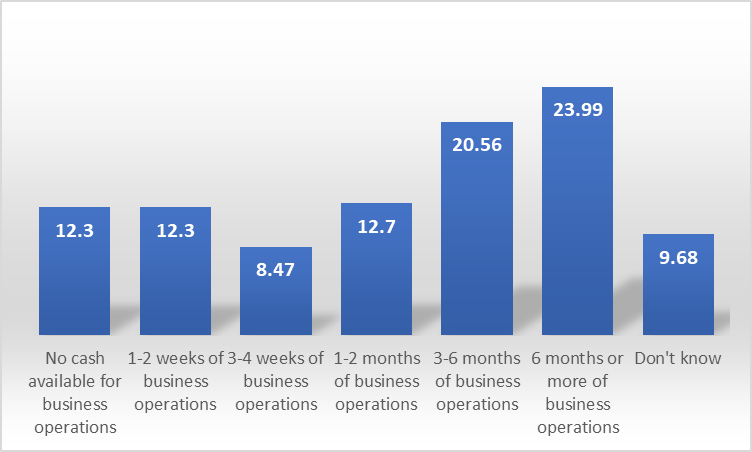 12.3
12.3
8.47
12.7
20.56
23.99
9.68
No cash
available for
business
operations
1-2 weeks of
business
operations
3-4 weeks of
business
operations
1-2 months
of business
operations
3-6 months
of business
operations
6 months or
more of
business
operations
Don't know